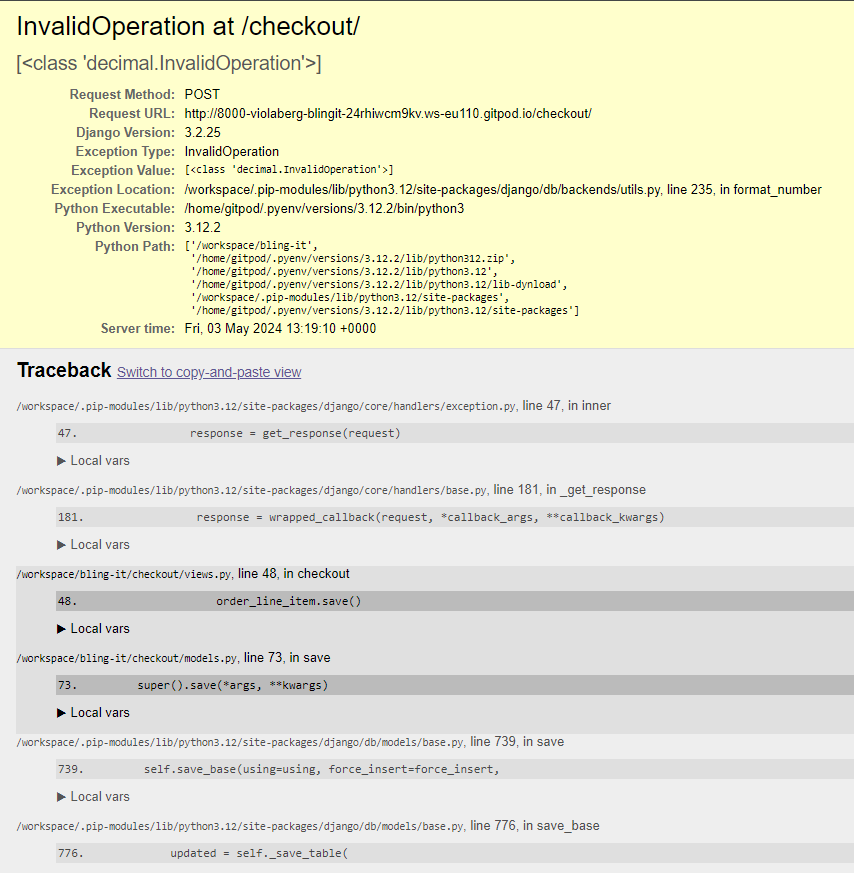 InvalidOperation at /checkout/
[<class 'decimal.InvalidOperation'>]
Request Method: POST
Request URL: http://8000-violaberg-blingit-24rhiwcm9kv.ws-eu110.gitpod.io/checkout/
Django Version: 3.2.25
Exception Type: InvalidOperation
Exception Value: [<class 'decimal.InvalidOperation'>]
Exception Location: /workspace/.pip-modules/lib/python3.12/site-packages/django/db/backends/utils.py, line 235, in format_number
Python Executable: /home/gitpod/.pyenv/versions/3.12.2/bin/python3
Python Version: 3.12.2
Python Path: ['/workspace/bling-it',
'/home/gitpod/.pyenv/versions/3.12.2/lib/python312.zip',
'/home/gitpod/.pyenv/versions/3.12.2/lib/python3.12',
'/home/gitpod/.pyenv/versions/3.12.2/lib/python3.12/lib-dynload',
'/workspace/.pip-modules/lib/python3.12/site-packages',
'/home/gitpod/.pyenv/versions/3.12.2/lib/python3.12/site-packages']
Server time: Fri, 03 May 2024 13:19:10 +0000
Traceback Switch to copy-and-paste view
/workspace/.pip-modules/lib/python3.12/site-packages/django/core/handlers/exception.py, line 47, in inner
47. response = get_response(request)
▶ Local vars
/workspace/.pip-modules/lib/python3.12/site-packages/django/core/handlers/base.py, line 181, in _get_response
181. response = wrapped_callback(request, *callback_args, **callback_kwargs)
▶ Local vars
/workspace/bling-it/checkout/views.py, line 48, in checkout
48. order_line_item.save()
▶ Local vars
/workspace/bling-it/checkout/models.py, line 73, in save
73. super().save(*args, **kwargs)
▶ Local vars
/workspace/.pip-modules/lib/python3.12/site-packages/django/db/models/base.py, line 739, in save
739. self.save_base(using=using, force_insert=force_insert,
▶ Local vars
/workspace/.pip-modules/lib/python3.12/site-packages/django/db/models/base.py, line 776, in save_base
776. updated = self._save_table(